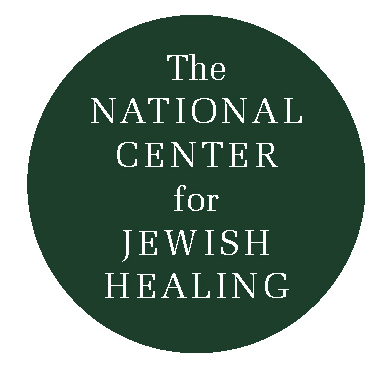 The
NATIONAL
CENTER
for
JEWISH
HEALING